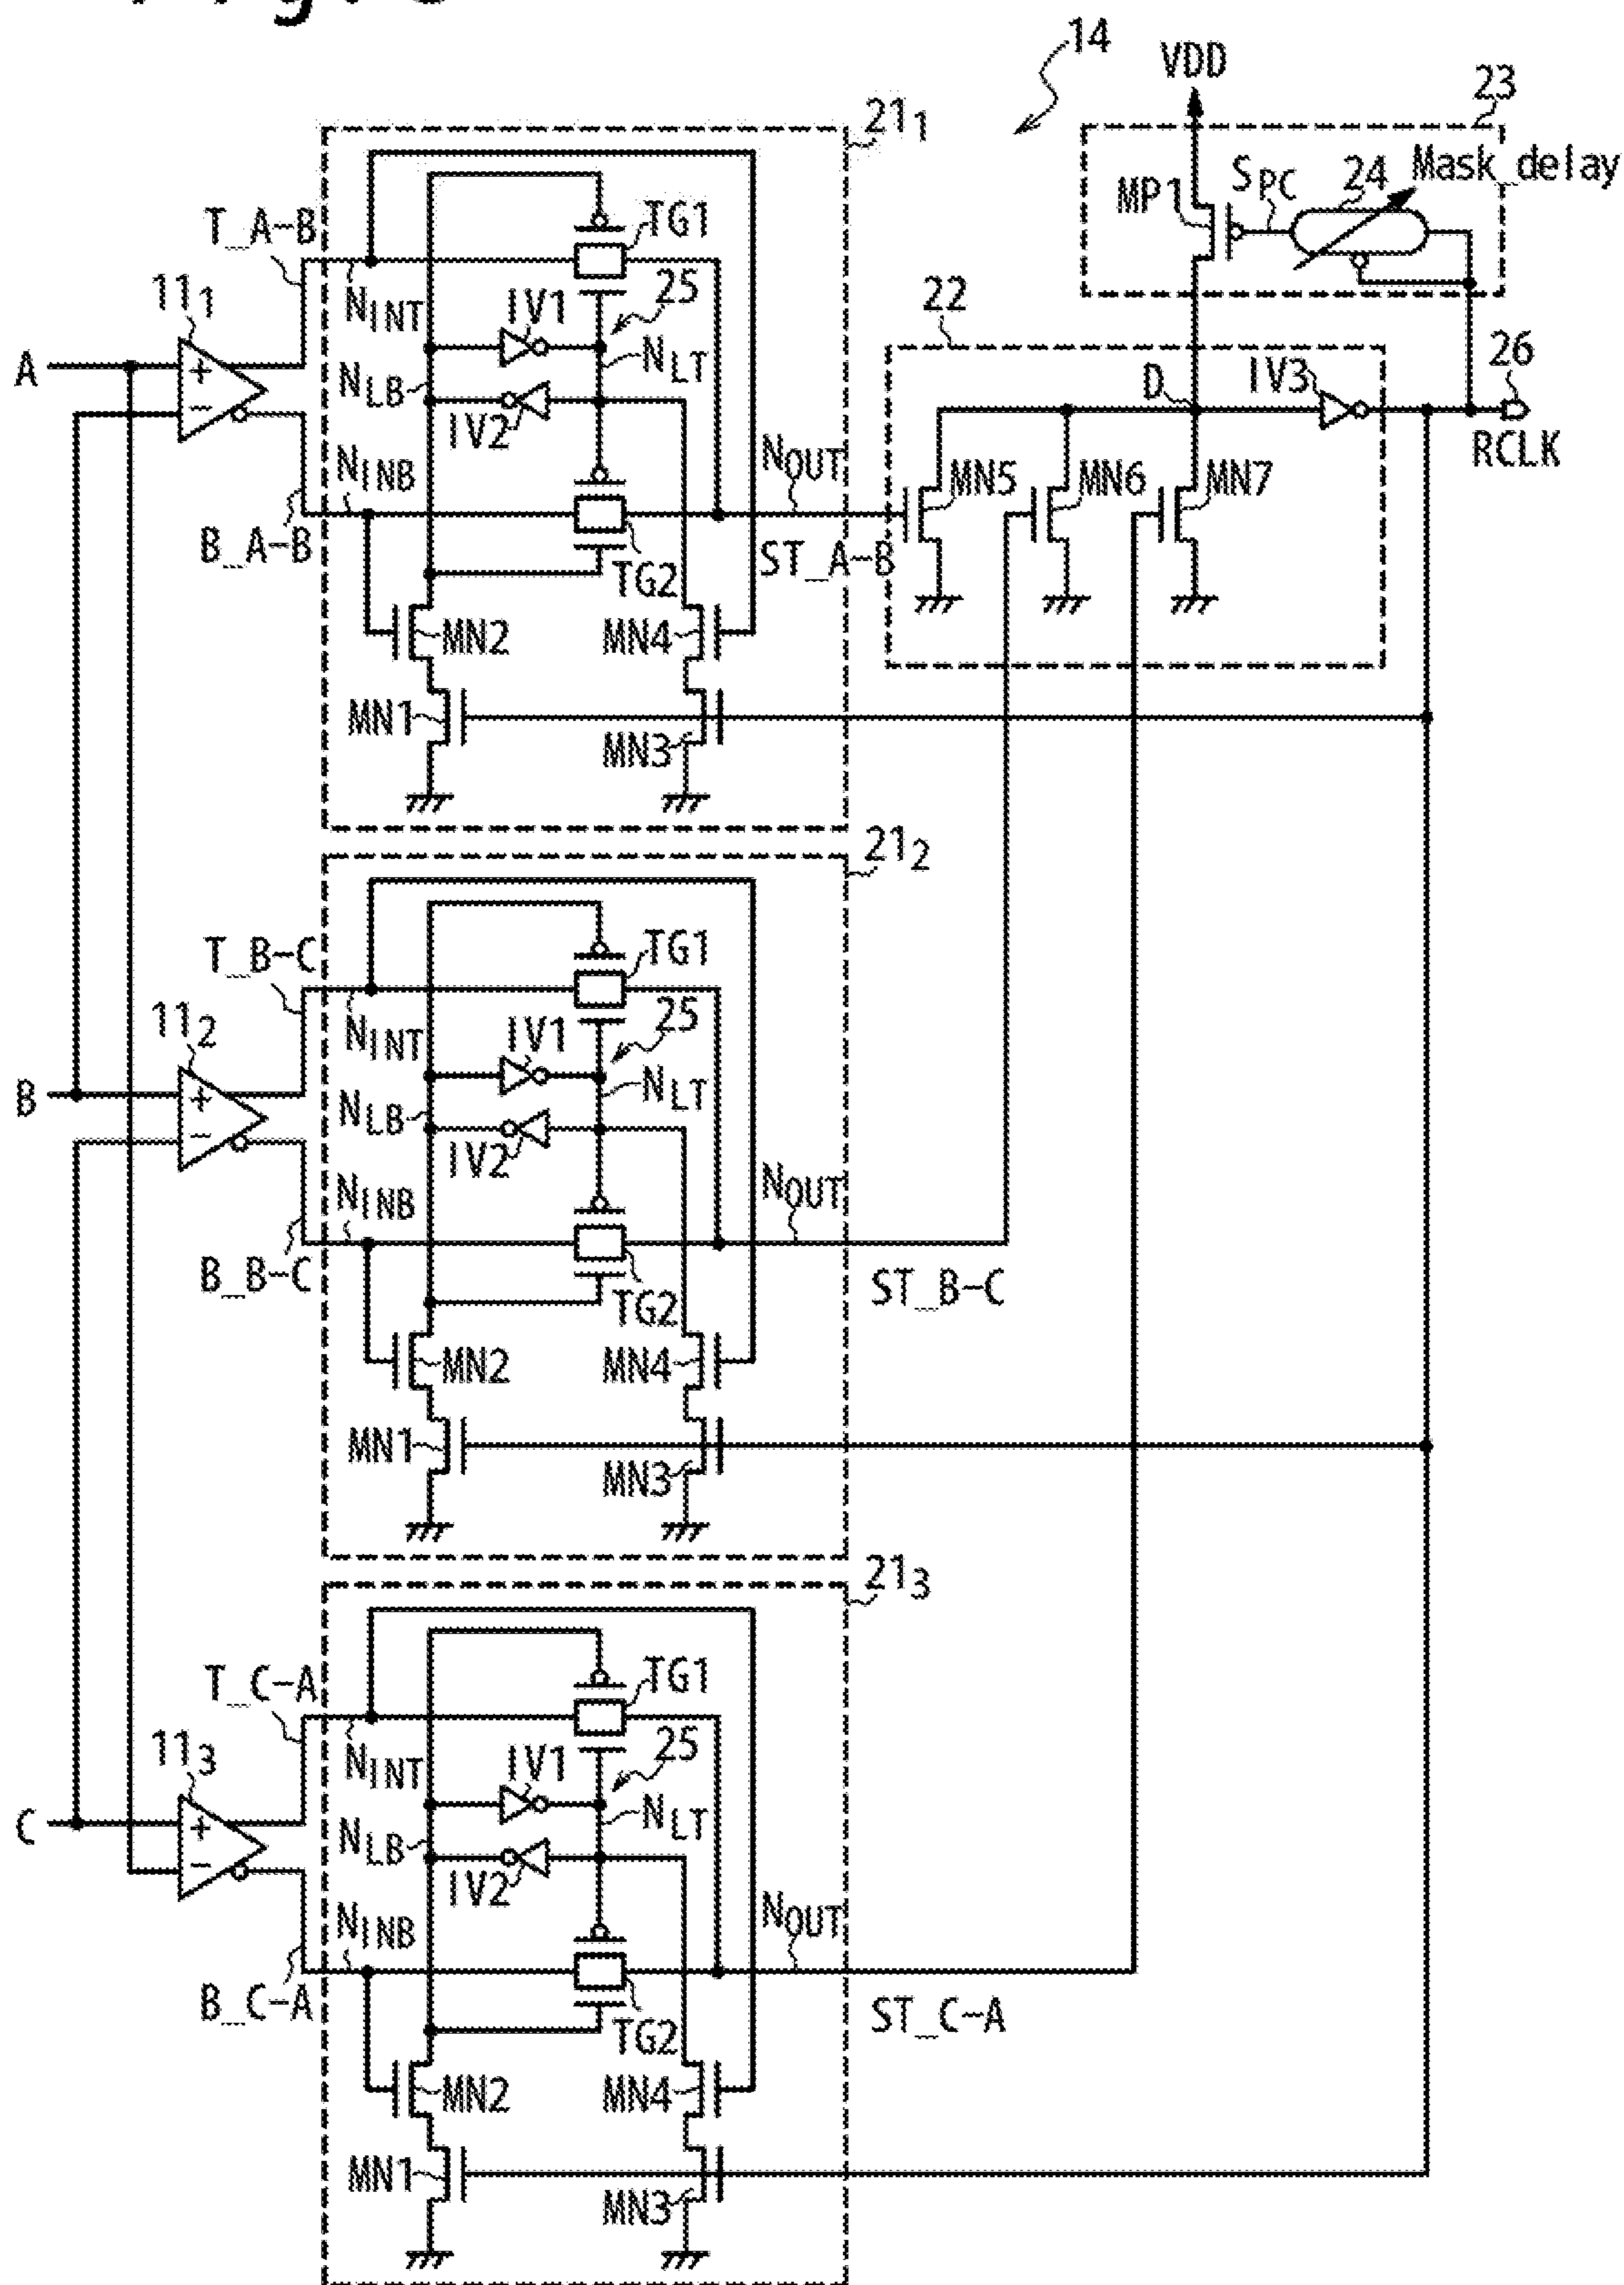 14
VDD
23
Mask_delay
24
SPC
MP1
211
T_A-B
TG1
NINT
IV1
25
111
A
+
-
NLB
NLT
IV2
NINB
NOUT
B_A-B
TG2
ST_A-B
MN2
MN4
MN1
MN3
22
D
IV3
26
RCLK
MN5
MN6
MN7
212
T_B-C
TG1
NINT
IV1
25
112
B
+
-
NLB
NLT
IV2
NINB
NOUT
B_B-C
TG2
ST_B-C
MN2
MN4
MN1
MN3
213
T_C-A
TG1
NINT
IV1
25
113
C
+
-
NLB
NLT
IV2
NINB
NOUT
B_C-A
TG2
ST_C-A
MN2
MN4
MN1
MN3